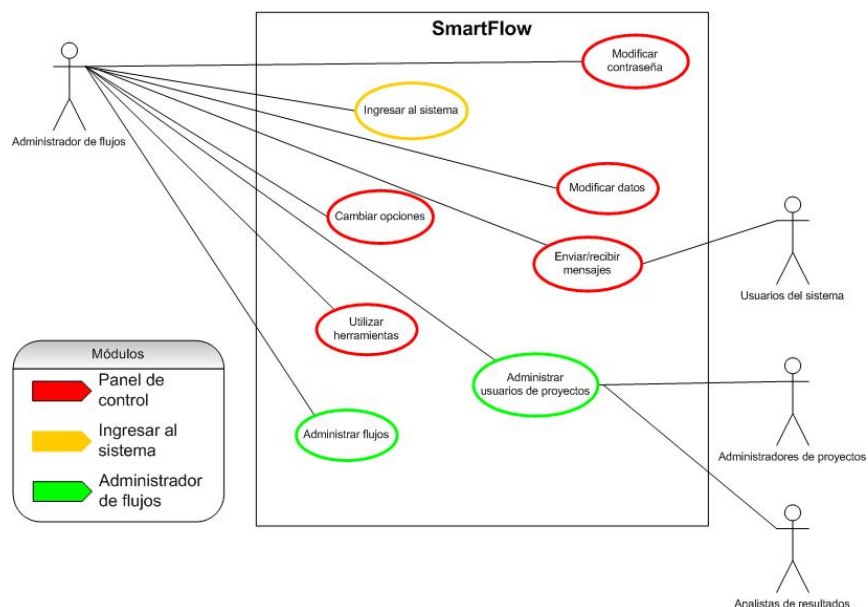 SmartFlow
Modificar
contraseña
Administrador de flujos
Ingresar al sistema
Modificar datos
Cambiar opciones
Enviar/recibir
mensajes
Usuarios del sistema
Utilizar
herramientas
Administrar
usuarios de proyectos
Administrar flujos
Administradores de proyectos
Analistas de resultados
Módulos
Panel de
control
Ingresar al
sistema
Administrador
de flujos